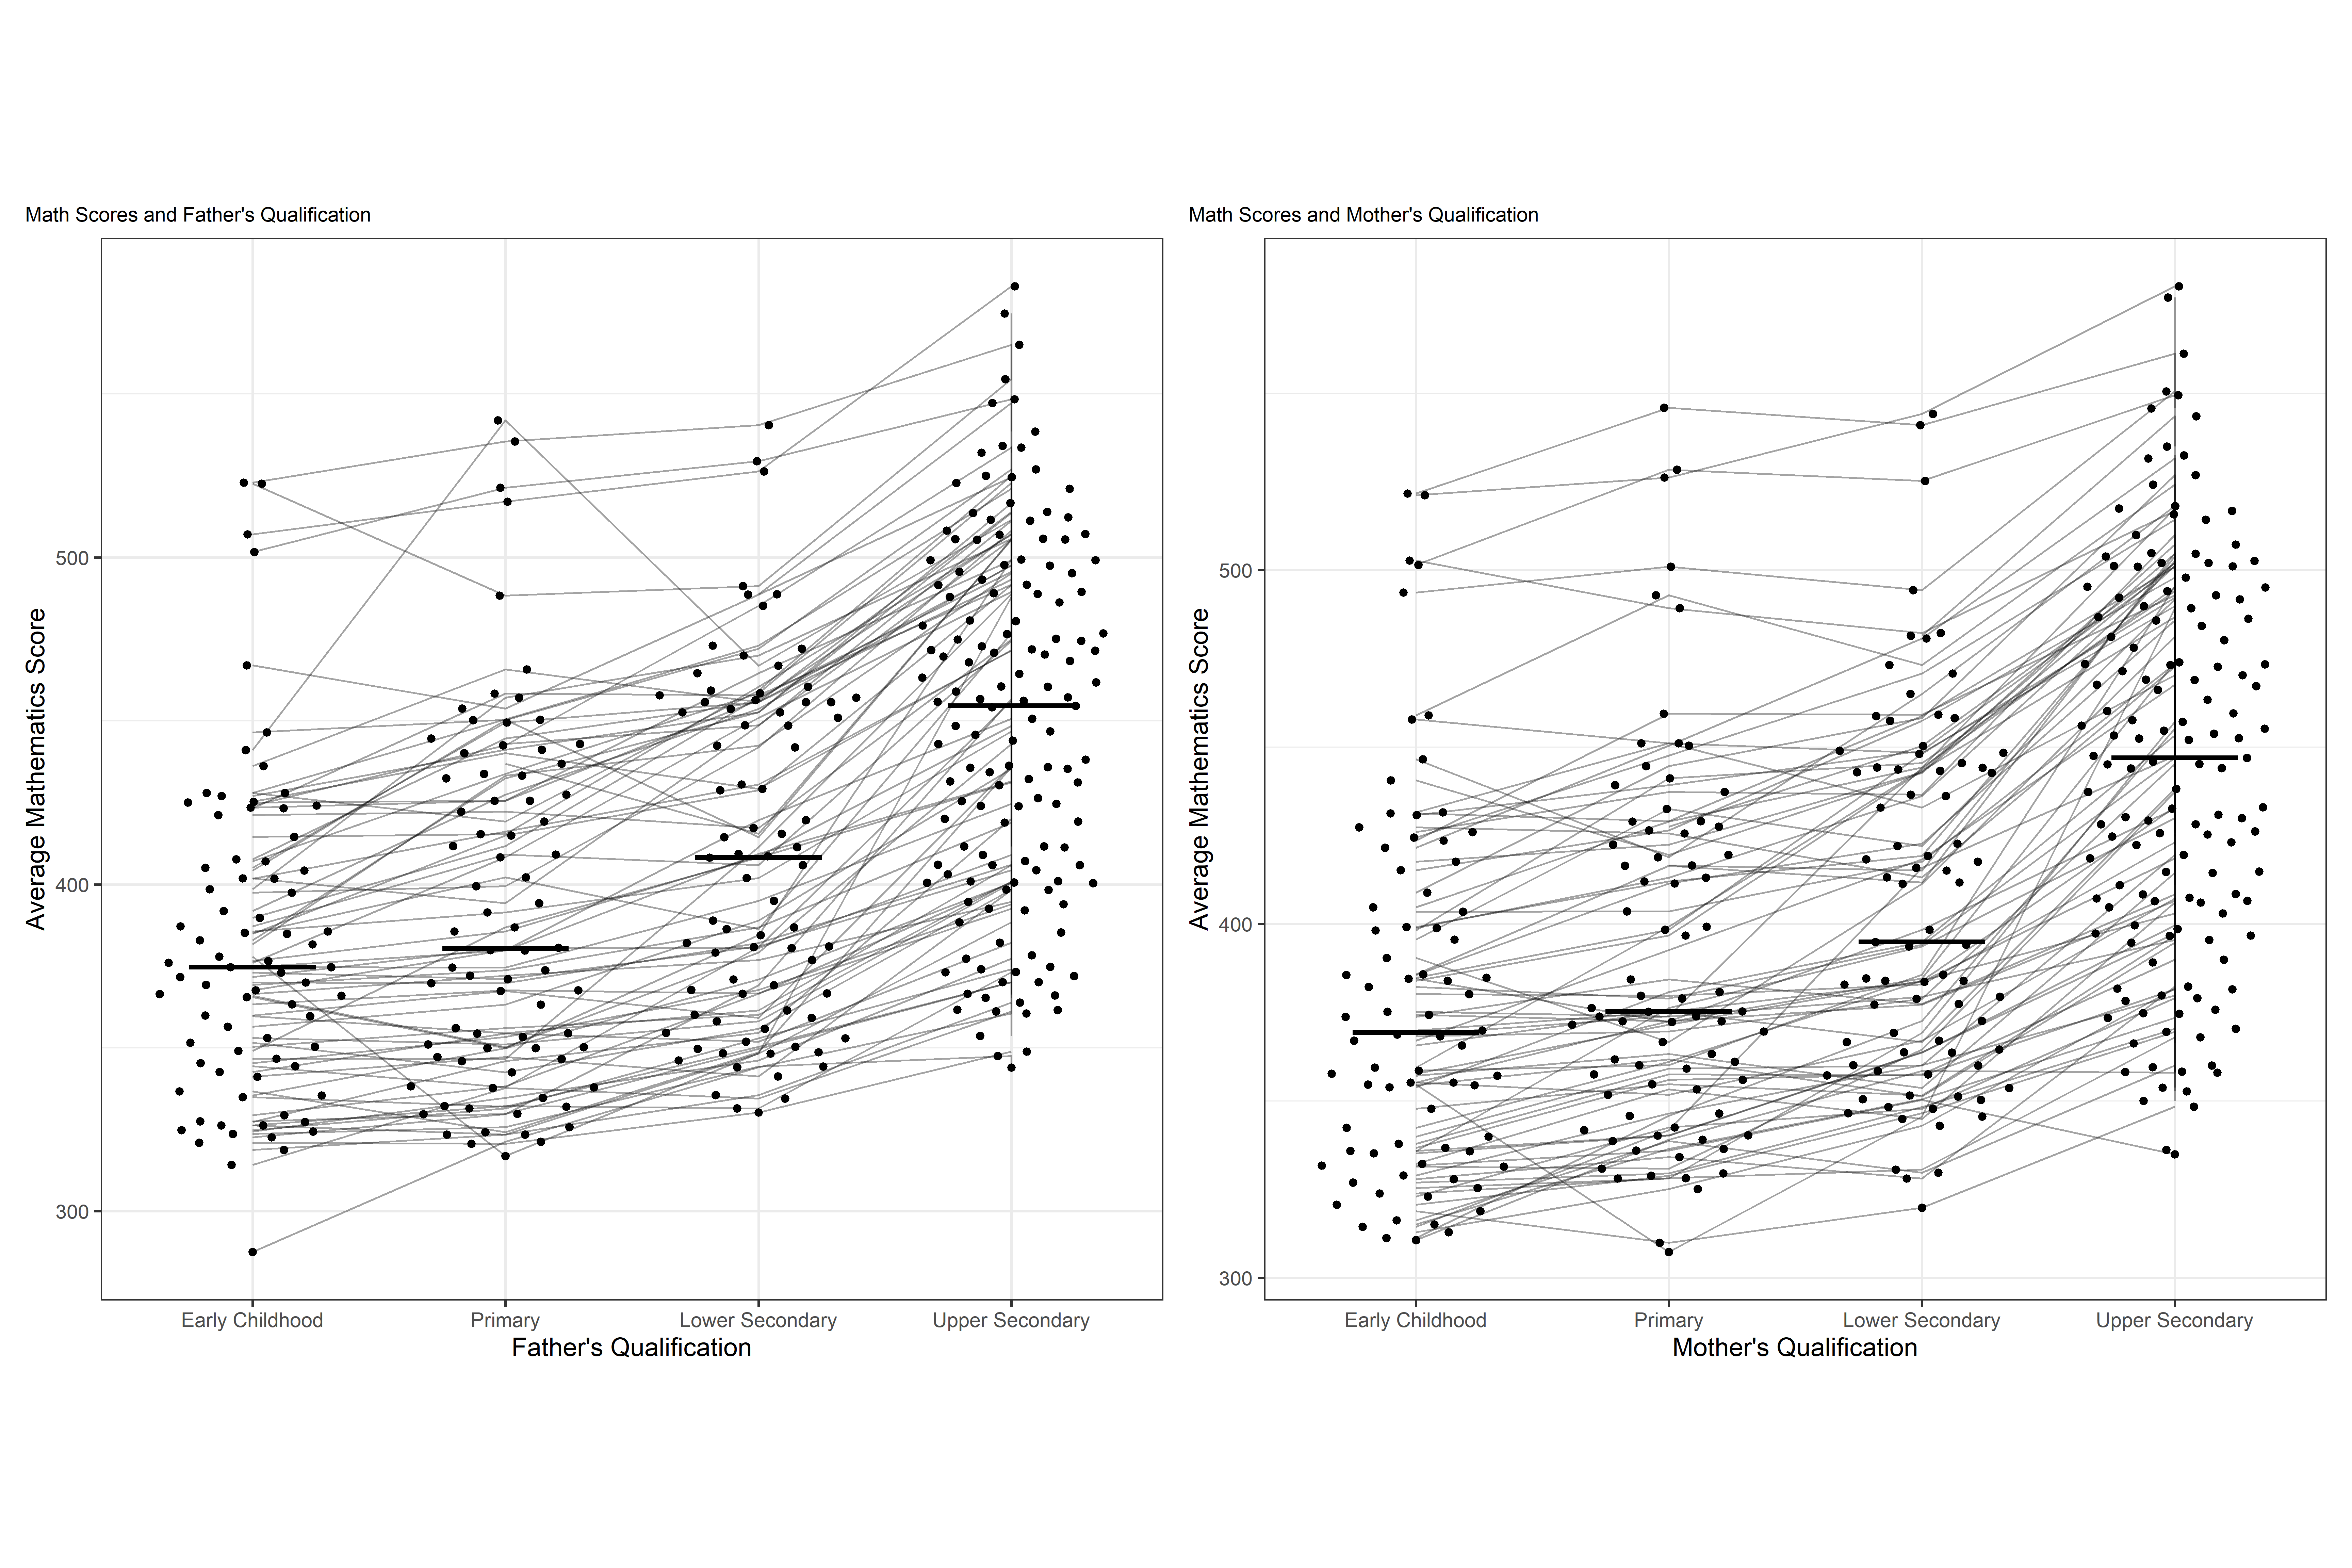 Math Scores and Father's Qualification
Average Mathematics Score
500
400
300
Early Childhood
Primary
Lower Secondary
Upper Secondary
Father's Qualification
Math Scores and Mother's Qualification
Average Mathematics Score
500
400
300
Early Childhood
Primary
Lower Secondary
Upper Secondary
Mother's Qualification